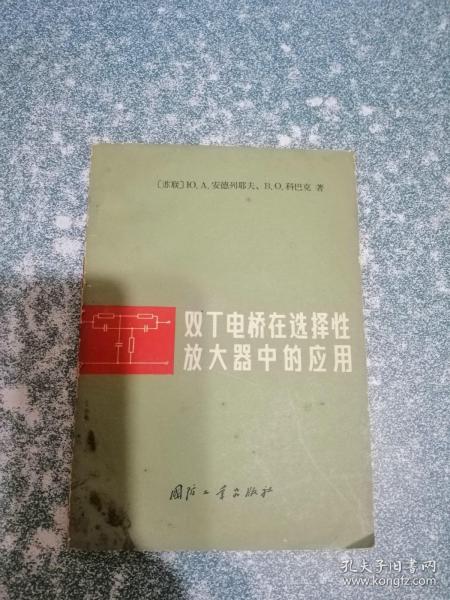 〔苏联〕Ю.А.安德列耶夫、В.О.科巴克 著
双T电桥在选择性
放大器中的应用
国防工业出版社
孔夫子旧书网
www.kongfz.com